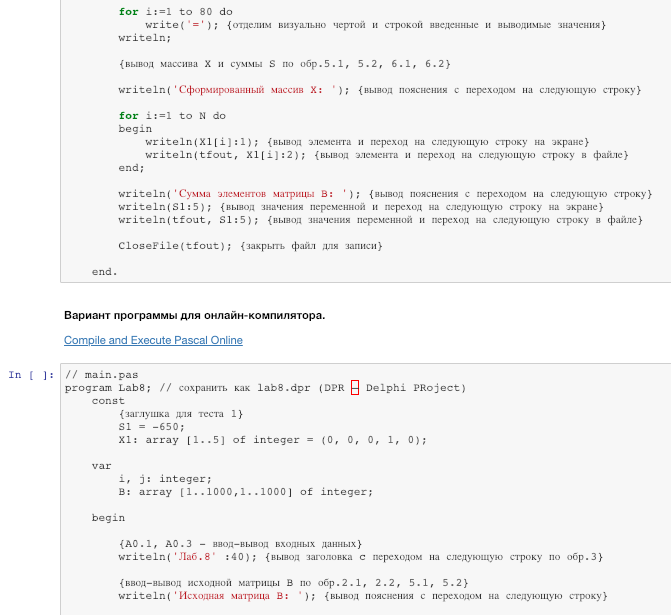 for i:=1 to 80 do
write('='); {отделим визуально чертой и строкой введенные и выводимые значения}
writeln;
{вывод массива X и суммы S по обр.5.1, 5.2, 6.1, 6.2}
writeln('Сформированный массив X: '); {вывод пояснения с переходом на следующую строку}
for i:=1 to N do
begin
writeln(X1[i]:1); {вывод элемента и переход на следующую строку на экране}
writeln(tfout, X1[i]:2); {вывод элемента и переход на следующую строку в файле}
end;
writeln('Сумма элементов матрицы B: '); {вывод пояснения с переходом на следующую строку}
writeln(S1:5); {вывод значения переменной и переход на следующую строку на экране}
writeln(tfout, S1:5); {вывод значения переменной и переход на следующую строку в файле}
CloseFile(tfout); {закрыть файл для записи}
end.
Вариант программы для онлайн-компилятора.
Compile and Execute Pascal Online
In [ ]: // main.pas
program Lab8; // сохранить как lab8.dpr (DPR – Delphi PRoject)
const
{заглушка для теста 1}
S1 = -650;
X1: array [1..5] of integer = (0, 0, 0, 1, 0);
var
i, j: integer;
B: array [1..1000,1..1000] of integer;
begin
{A0.1, A0.3 - ввод-вывод входных данных}
writeln('Лаб.8' :40); {вывод заголовка с переходом на следующую строку по обр.3}
{ввод-вывод исходной матрицы B по обр.2.1, 2.2, 5.1, 5.2}
writeln('Исходная матрица B: '); {вывод пояснения с переходом на следующую строку}